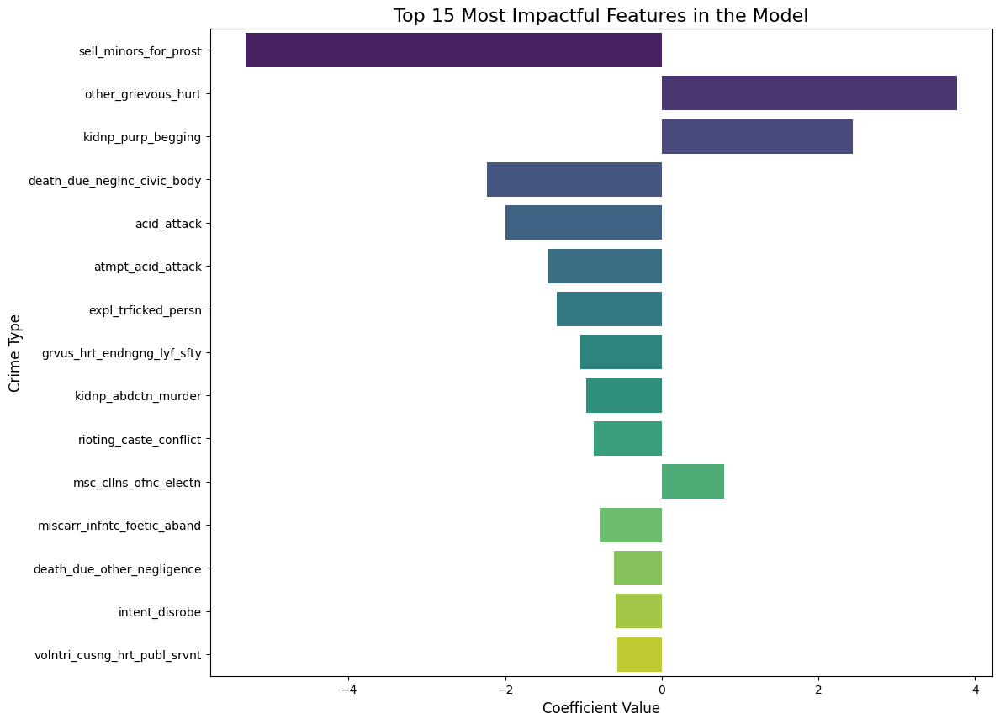 Top 15 Most Impactful Features in the Model
sell_minors_for_prost
other_grievous_hurt
kidnp_purp_begging
death_due_neglnc_civic_body
acid_attack
atmpt_acid_attack
expl_trficked_persn
grvus_hrt_endngng_lyf_sfty
kidnp_abdctn_murder
rioting_caste_conflict
msc_cllns_ofnc_electn
miscarr_infntc_foetic_aband
death_due_other_negligence
intent_disrobe
volntri_cusng_hrt_publ_srvnt
Crime Type
−4 −2 0 2 4
Coefficient Value